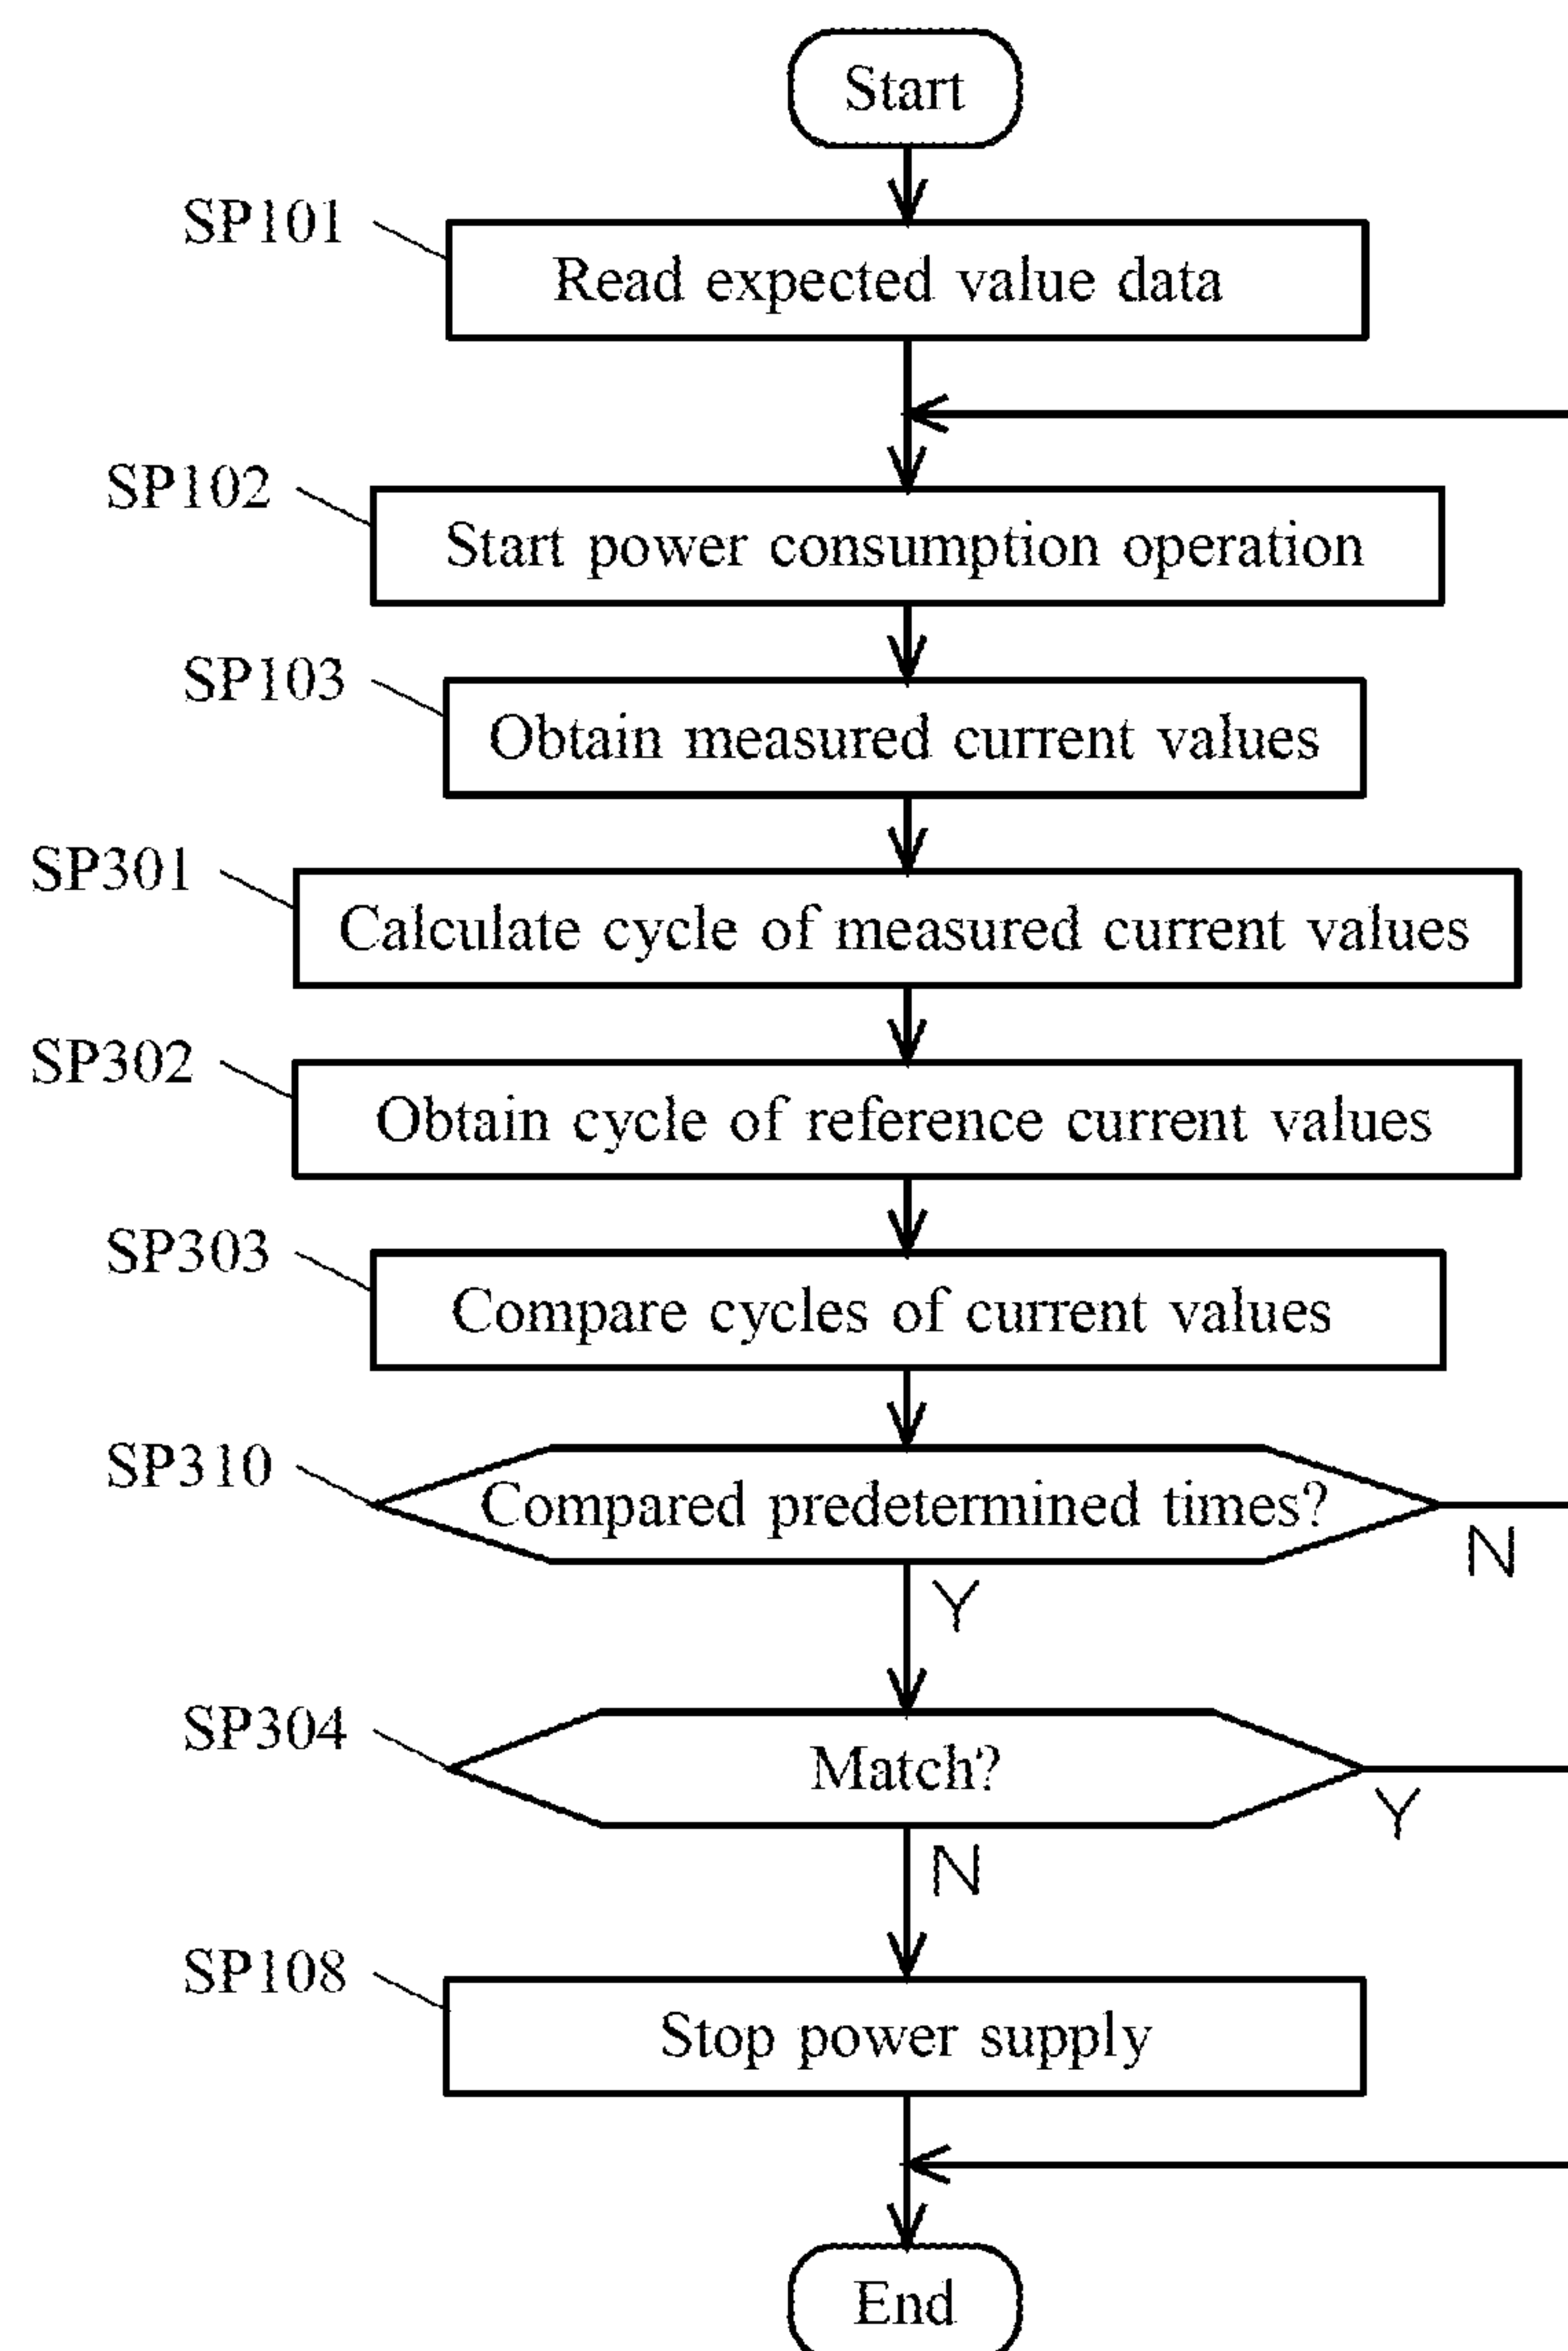 Start
SP101
Read expected value data
SP102
Start power consumption operation
SP103
Obtain measured current values
SP301
Calculate cycle of measured current values
SP302
Obtain cycle of reference current values
SP303
Compare cycles of current values
SP310
Compared predetermined times?
N
Y
SP304
Match?
Y
N
SP108
Stop power supply
End